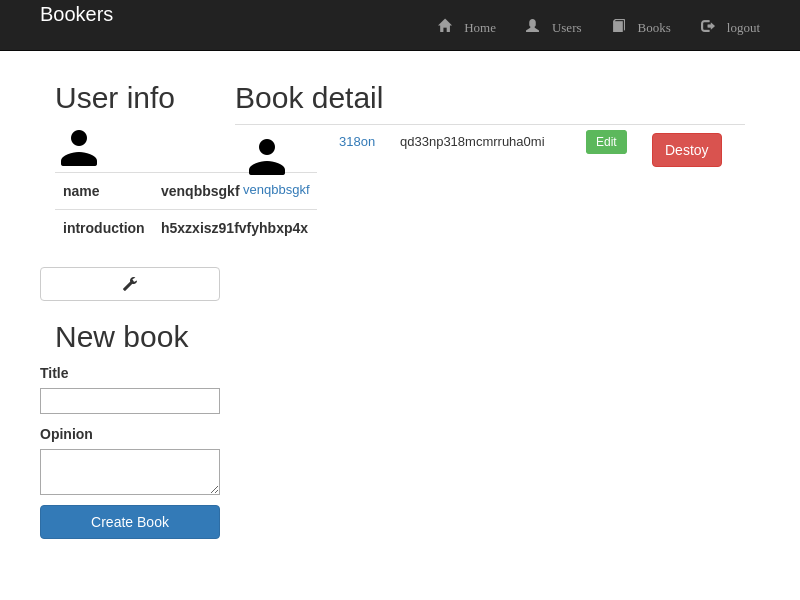 Bookers
Home Users Books logout
User info
name venqbbsgkf
introduction h5xzxisz91fvfyhbxp4x
New book
Title
Opinion
Create Book
Book detail
318on qd33np318mcmrruha0mi Edit Destoy
venqbbsgkf